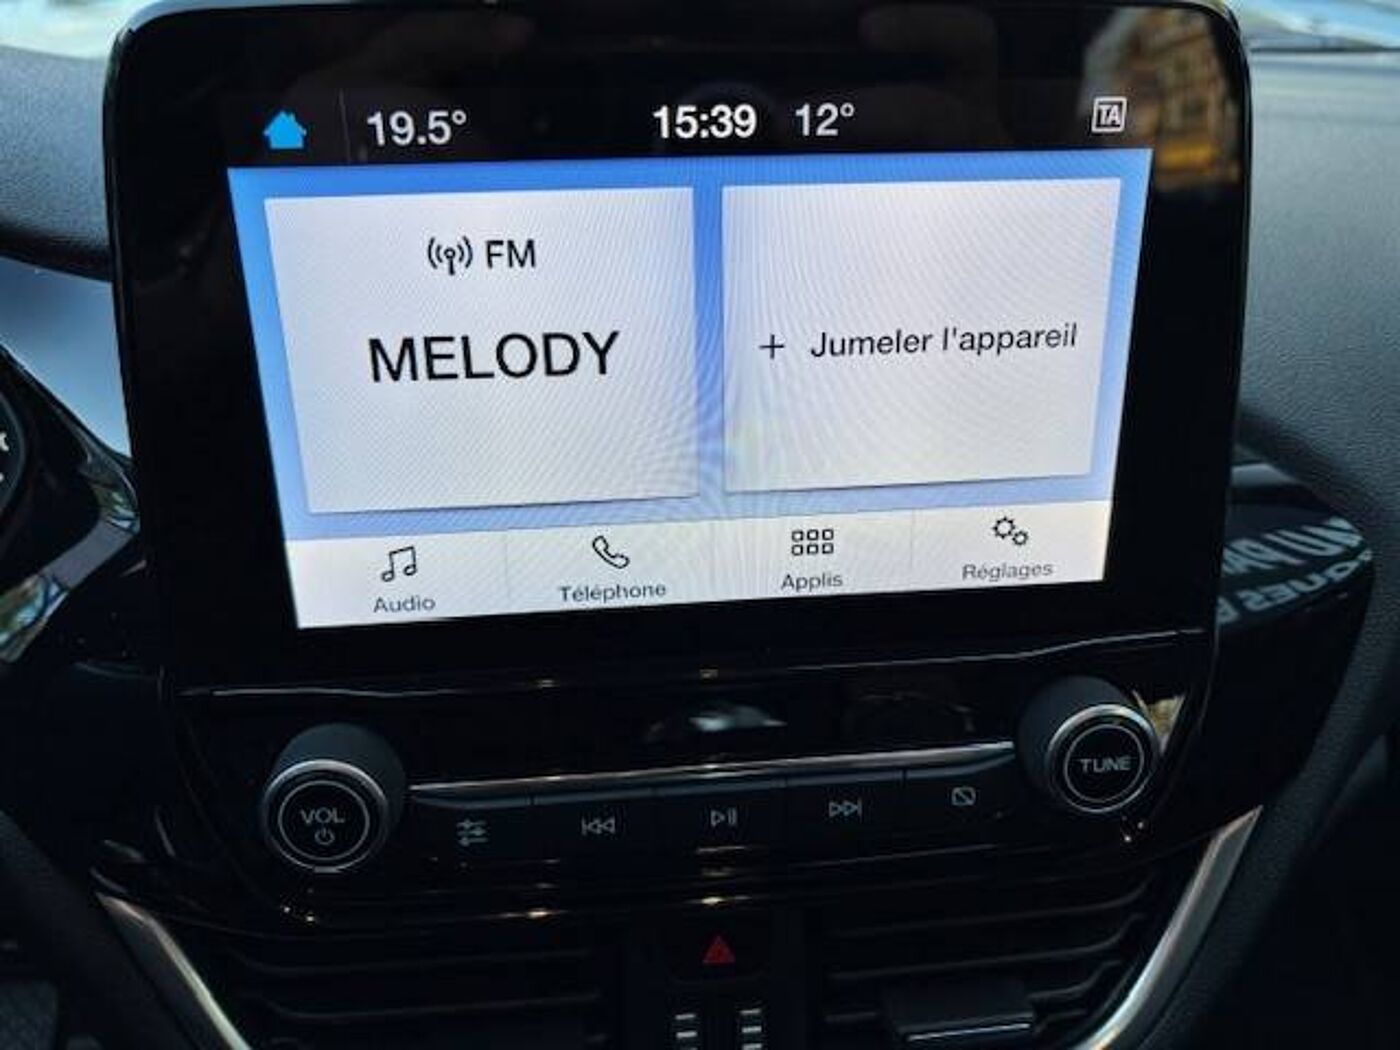 19.5° 15:39 12° TA
FM
MELODY
+ Jumeler l'appareil
Audio Téléphone Applis Réglages
VOL
TUNE